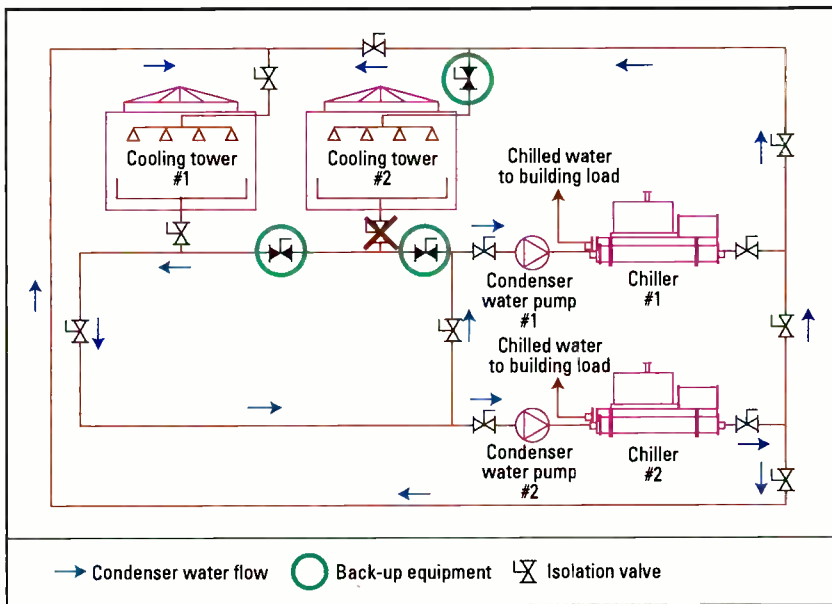 Cooling tower
#1
Cooling tower
#2
Chilled water
to building load
Condenser
water pump
#1
Chiller
#1
Chilled water
to building load
Condenser
water pump
#2
Chiller
#2
Condenser water flow
Back-up equipment
Isolation valve